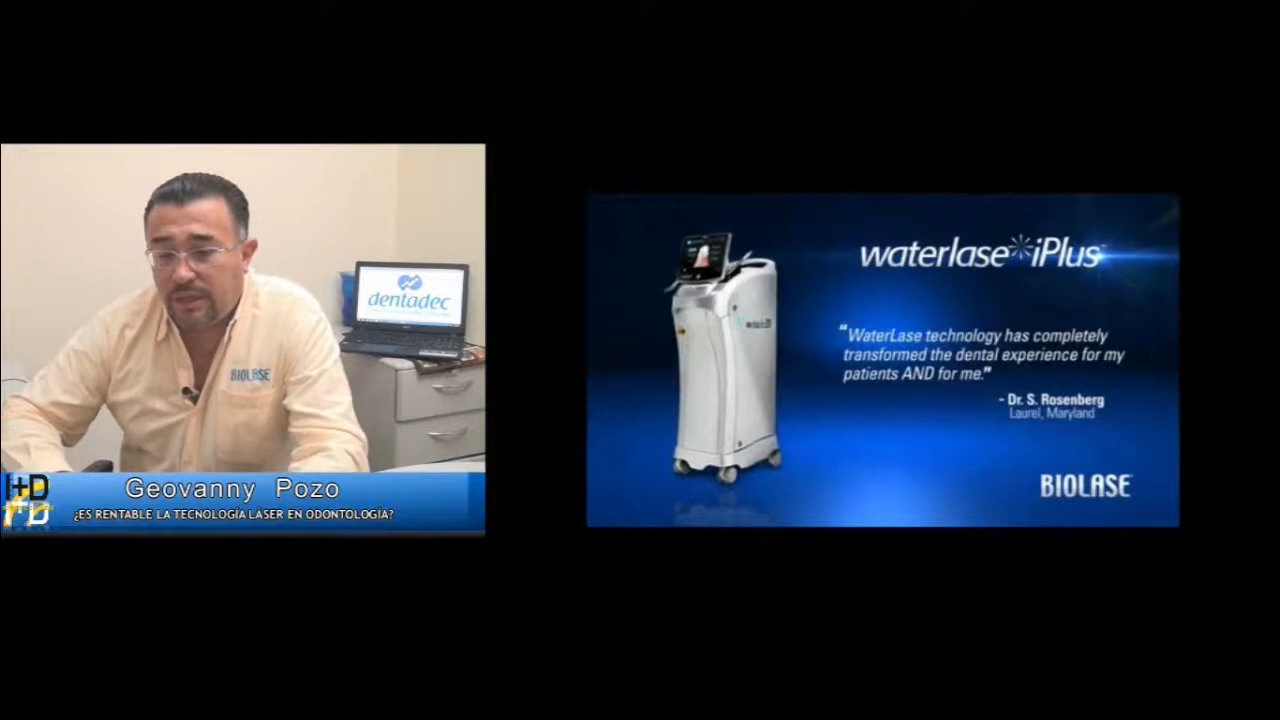 dentadec
BIOLASE
I+D
Geovanny Pozo
¿ES RENTABLE LA TECNOLOGÍA LÁSER EN ODONTOLOGÍA?
waterlase iPlus
"WaterLase technology has completely
transformed the dental experience for my
patients AND for me."
- Dr. S. Rosenberg
Laurel, Maryland
BIOLASE